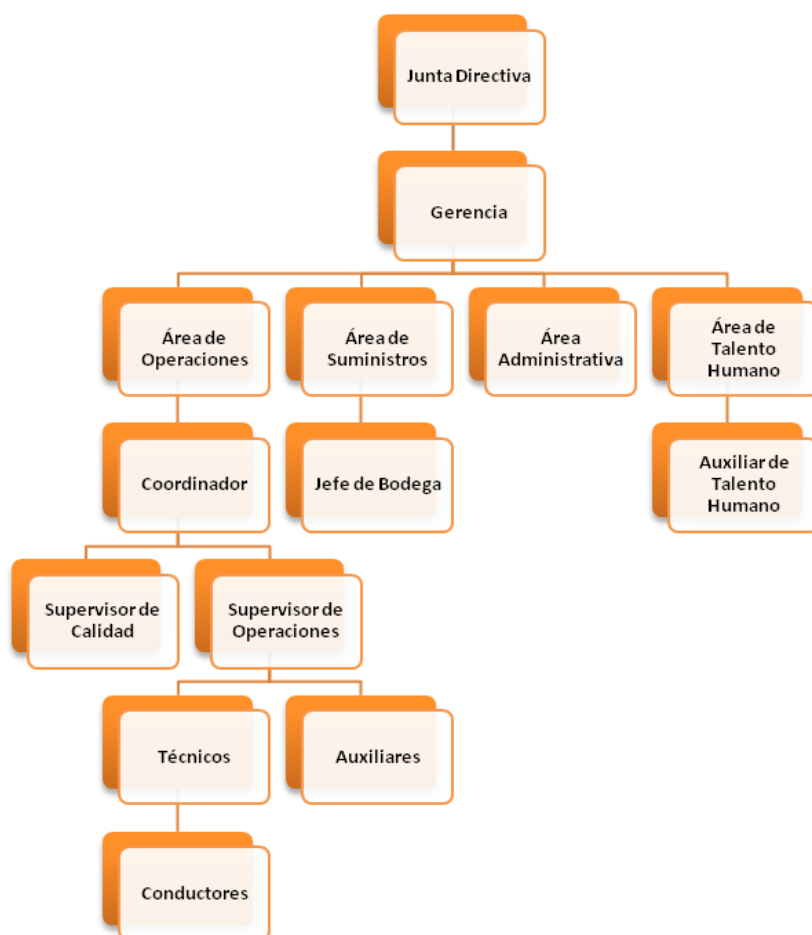 Junta Directiva
Gerencia
Área de
Operaciones
Área de
Suministros
Área
Administrativa
Área de
Talento
Humano
Coordinador
Jefe de Bodega
Auxiliar de
Talento
Humano
Supervisor de
Calidad
Supervisor de
Operaciones
Técnicos
Auxiliares
Conductores